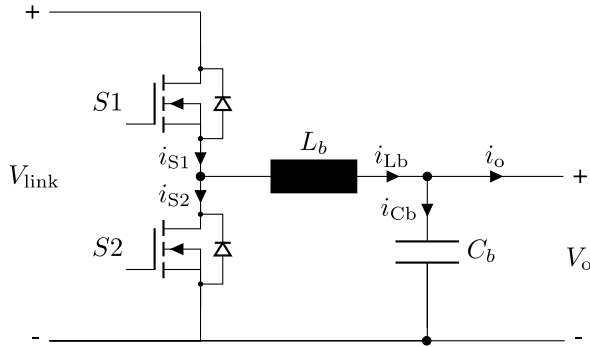 +
S1
i_S1
L_b
i_Lb
i_o
+
V_link
i_S2
i_Cb
S2
C_b
V_o
-
-